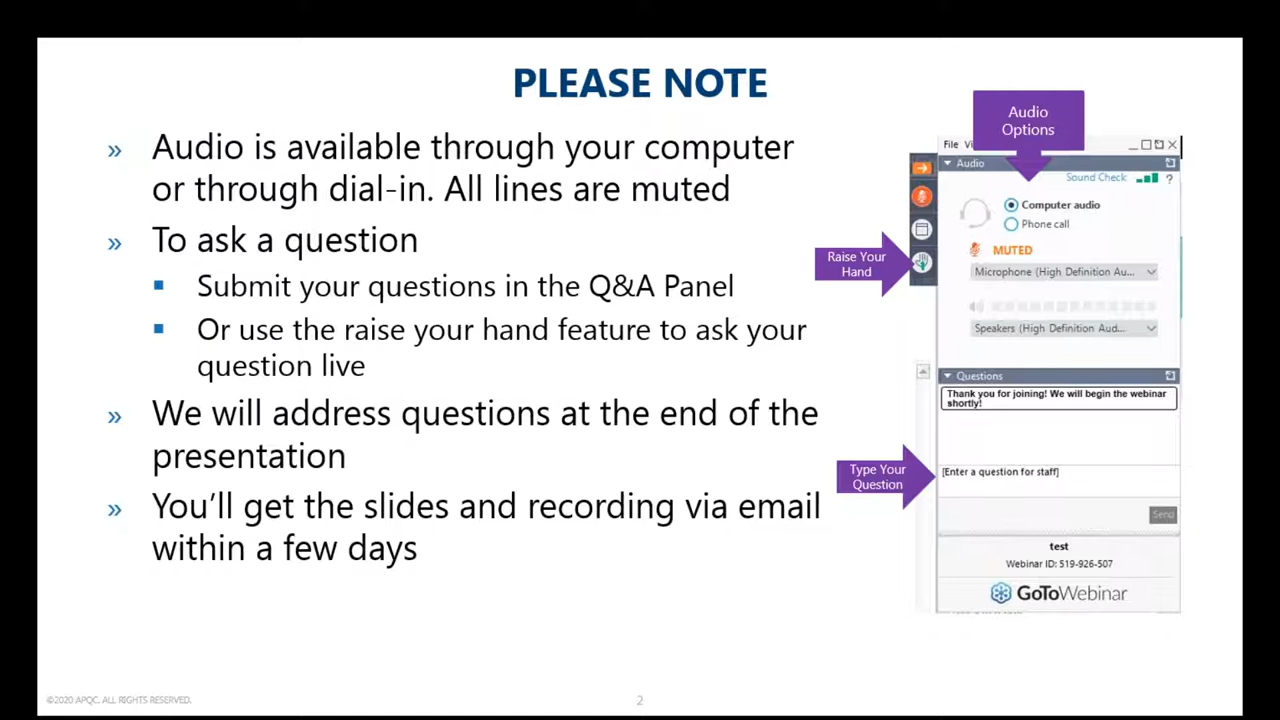 PLEASE NOTE
» Audio is available through your computer
or through dial-in. All lines are muted
» To ask a question
▪ Submit your questions in the Q&A Panel
▪ Or use the raise your hand feature to ask your
question live
» We will address questions at the end of the
presentation
» You’ll get the slides and recording via email
within a few days
Audio
Options
File
Audio
Sound Check
?
Computer audio
Phone call
MUTED
Microphone (High Definition Au...
Speakers (High Definition Aud...
Raise Your
Hand
Questions
Thank you for joining! We will begin the webinar
shortly!
Type Your
Question
[Enter a question for staff]
Send
test
Webinar ID: 519-926-507
GoToWebinar
©2020 APQC. ALL RIGHTS RESERVED.
2